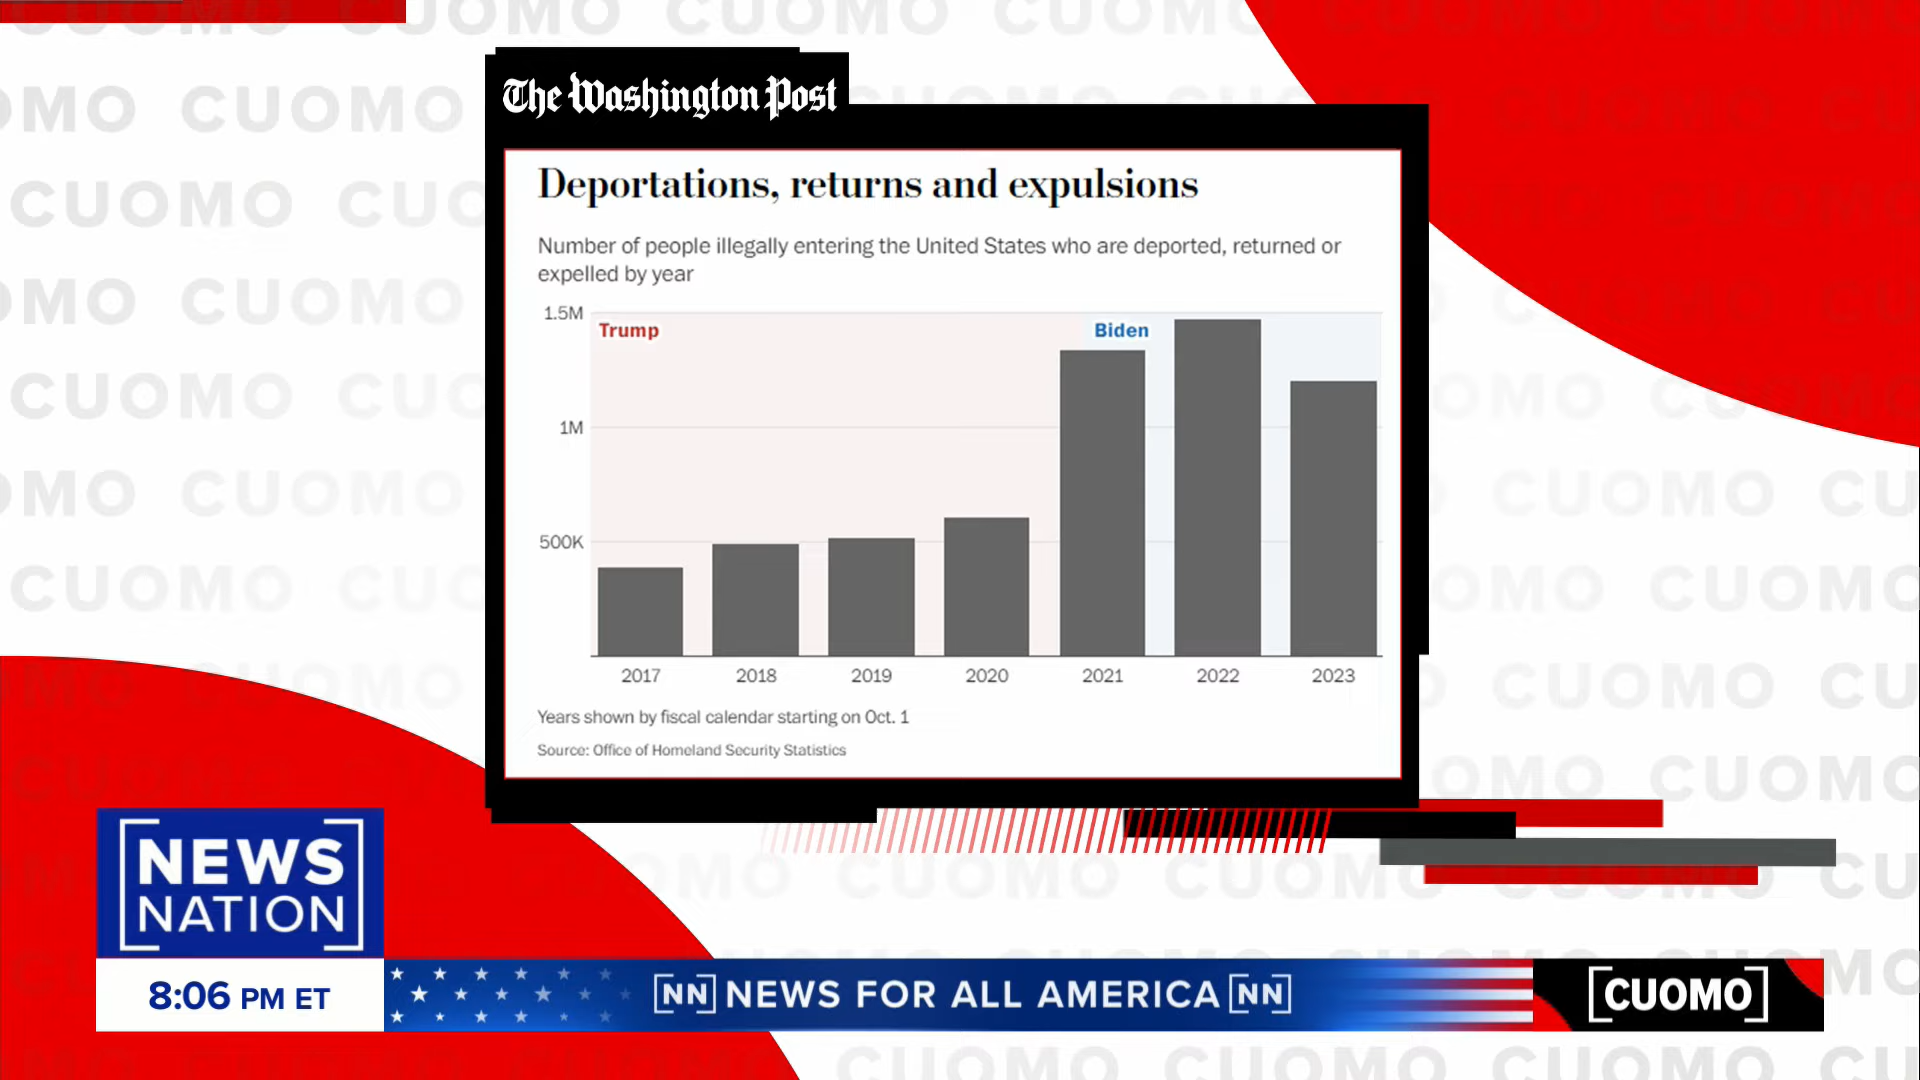 The Washington Post
Deportations, returns and expulsions
Number of people illegally entering the United States who are deported, returned or
expelled by year
1.5M
Trump
Biden
1M
500K
2017 2018 2019 2020 2021 2022 2023
Years shown by fiscal calendar starting on Oct. 1
Source: Office of Homeland Security Statistics
NEWS
NATION
8:06 PM ET
NN NEWS FOR ALL AMERICA NN
[CUOMO]